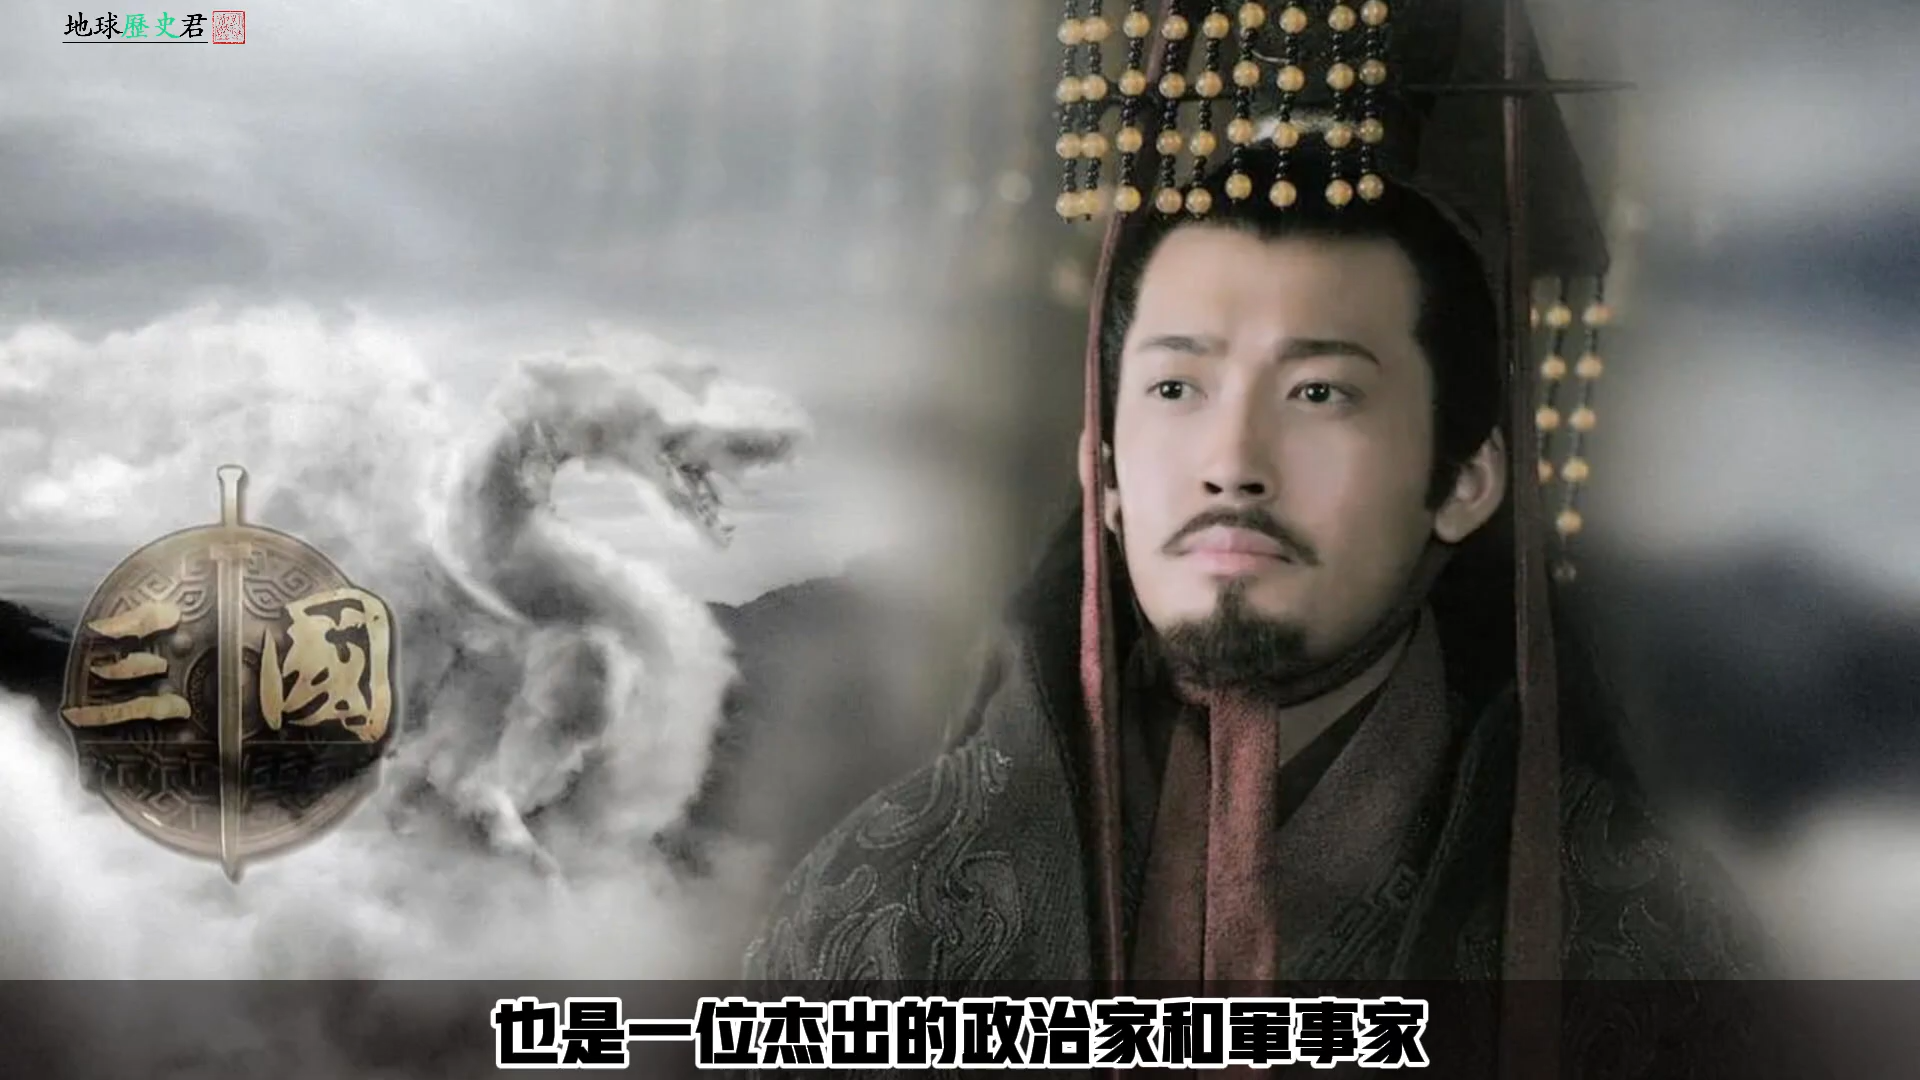 地球歷史君
三國
也是一位杰出的政治家和軍事家